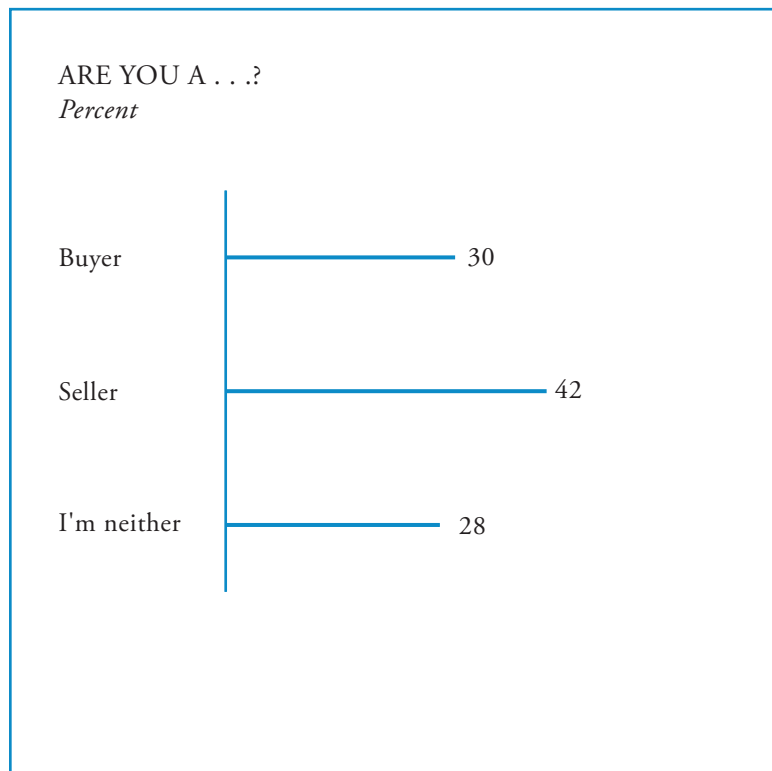 ARE YOU A . . .?
Percent
Buyer 30
Seller 42
I'm neither 28